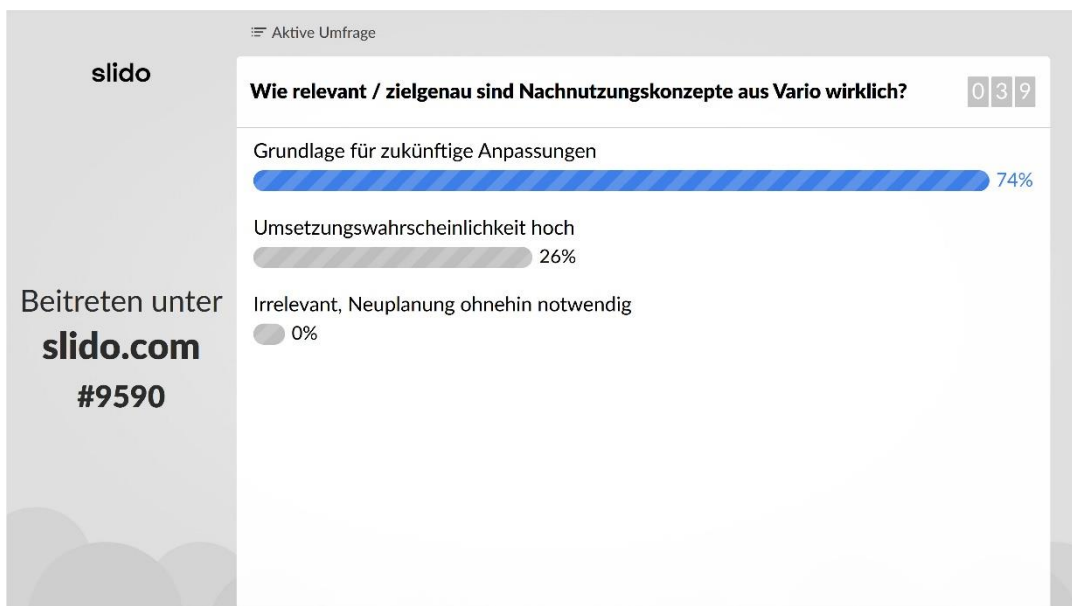 Aktive Umfrage
slido
Wie relevant / zielgenau sind Nachnutzungskonzepte aus Vario wirklich?
039
Grundlage für zukünftige Anpassungen
74%
Umsetzungswahrscheinlichkeit hoch
26%
Irrelevant, Neuplanung ohnehin notwendig
0%
Beitreten unter
slido.com
#9590